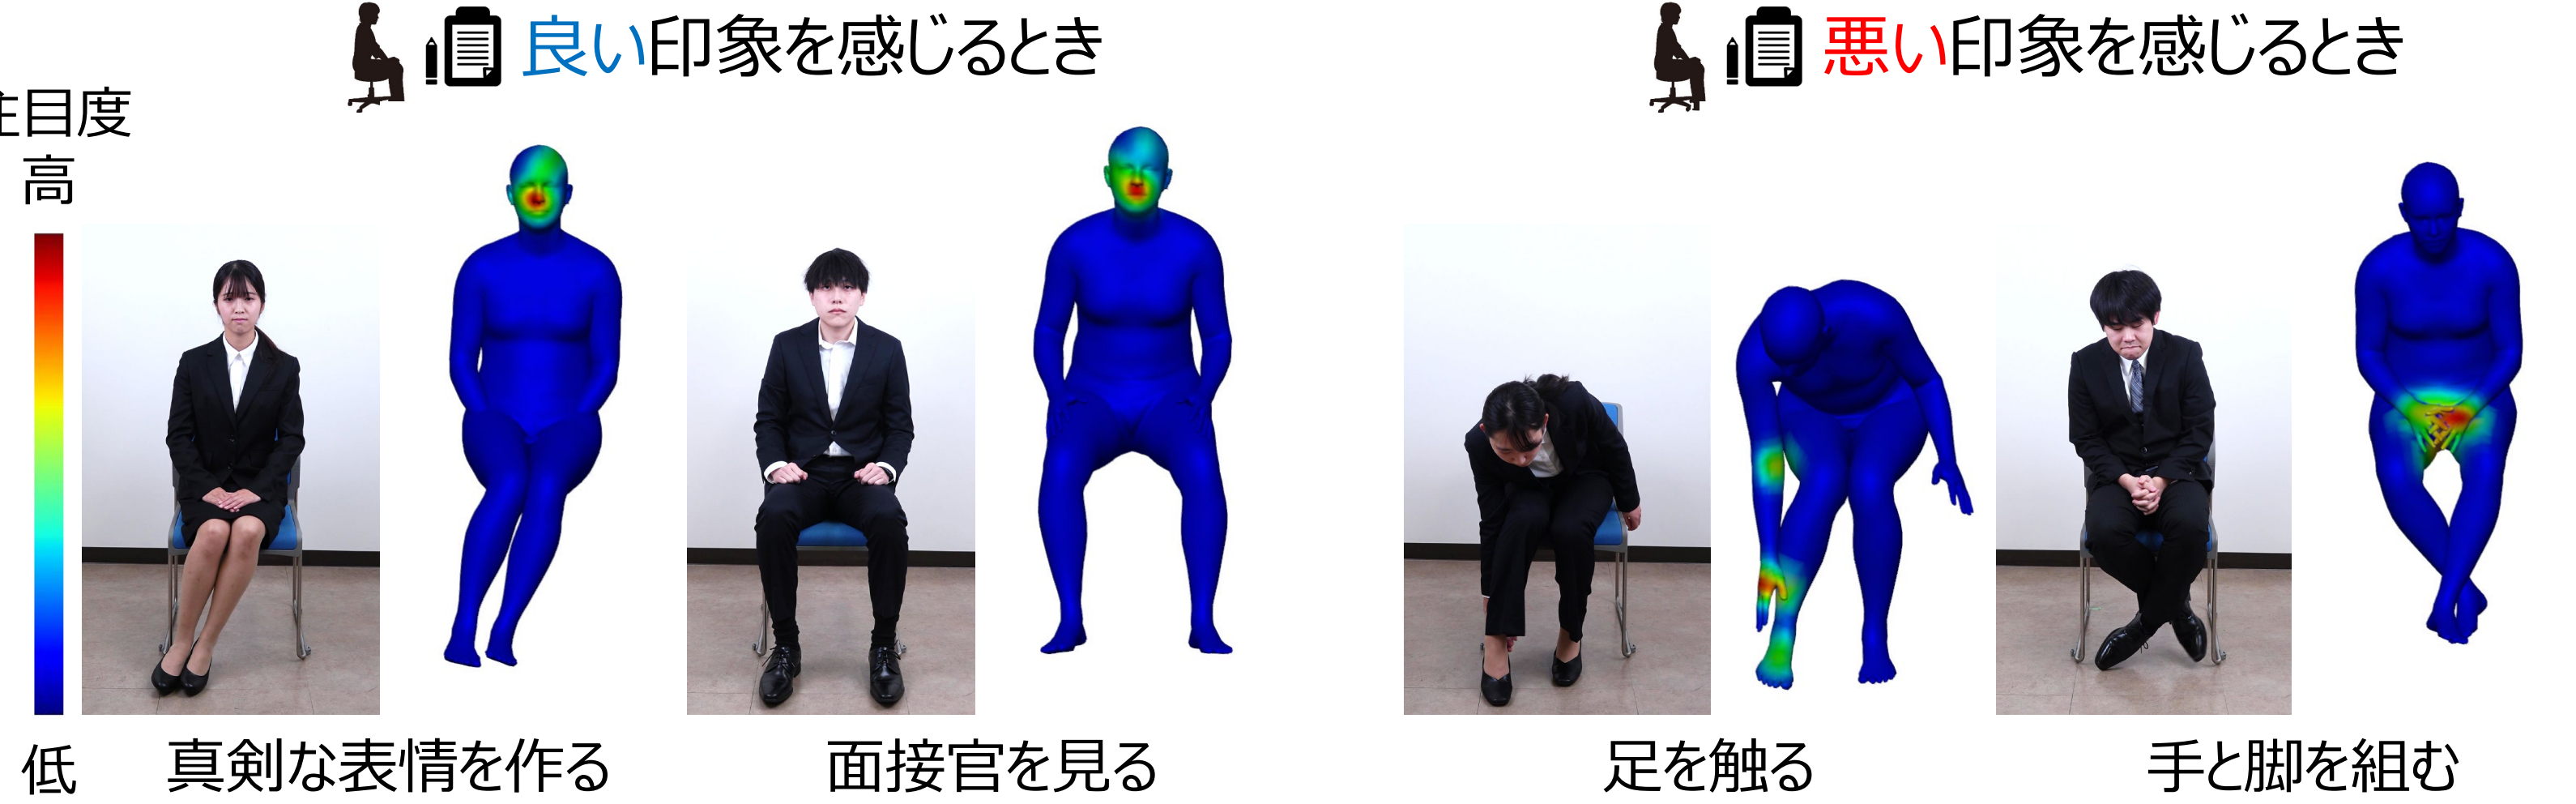 良い印象を感じるとき
悪い印象を感じるとき
注目度
高
低
真剣な表情を作る
面接官を見る
足を触る
手と脚を組む